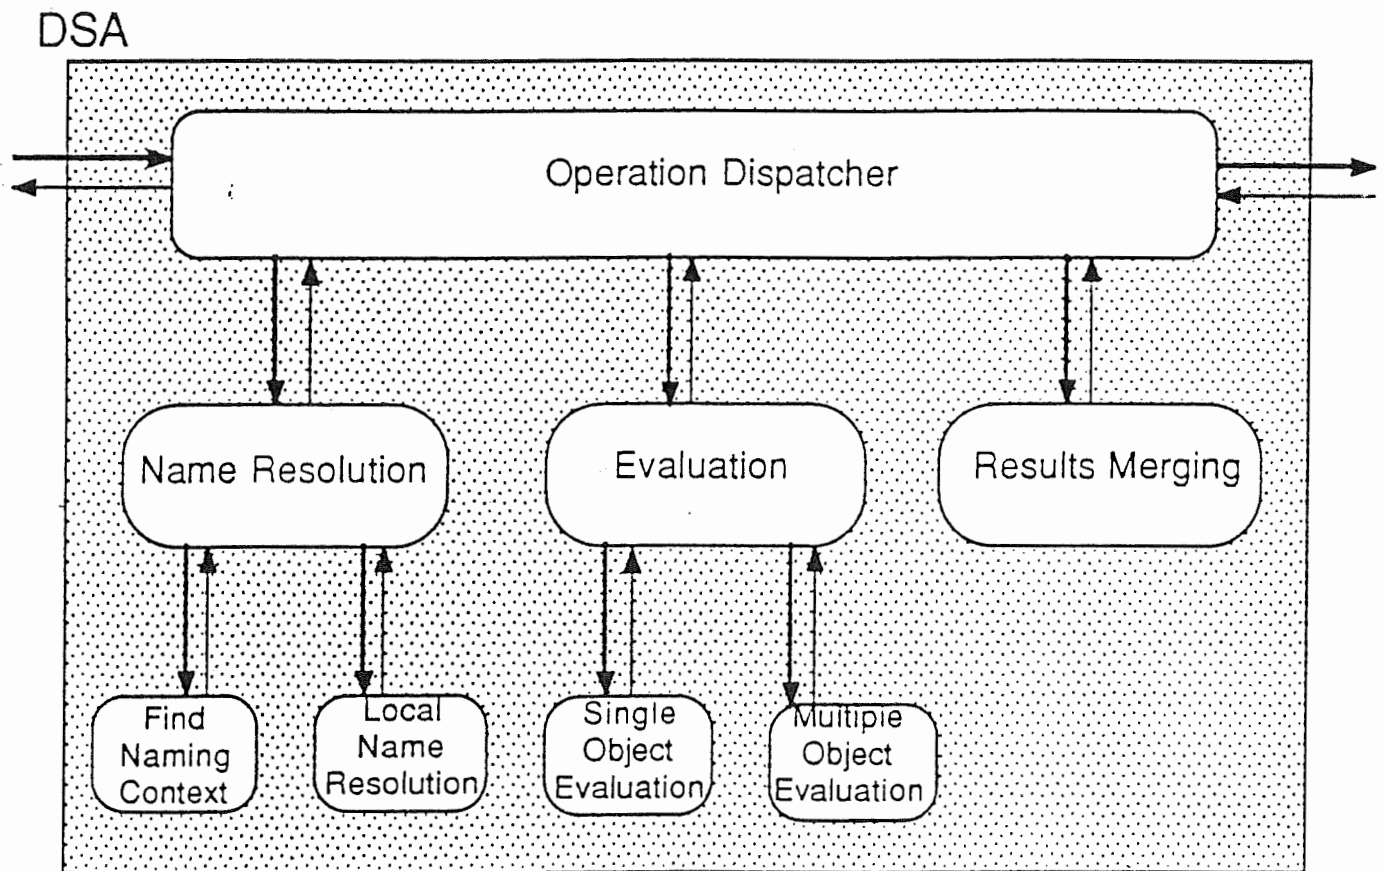 DSA
Operation Dispatcher
Name Resolution
Evaluation
Results Merging
Find
Naming
Context
Local
Name
Resolution
Single
Object
Evaluation
Multiple
Object
Evaluation